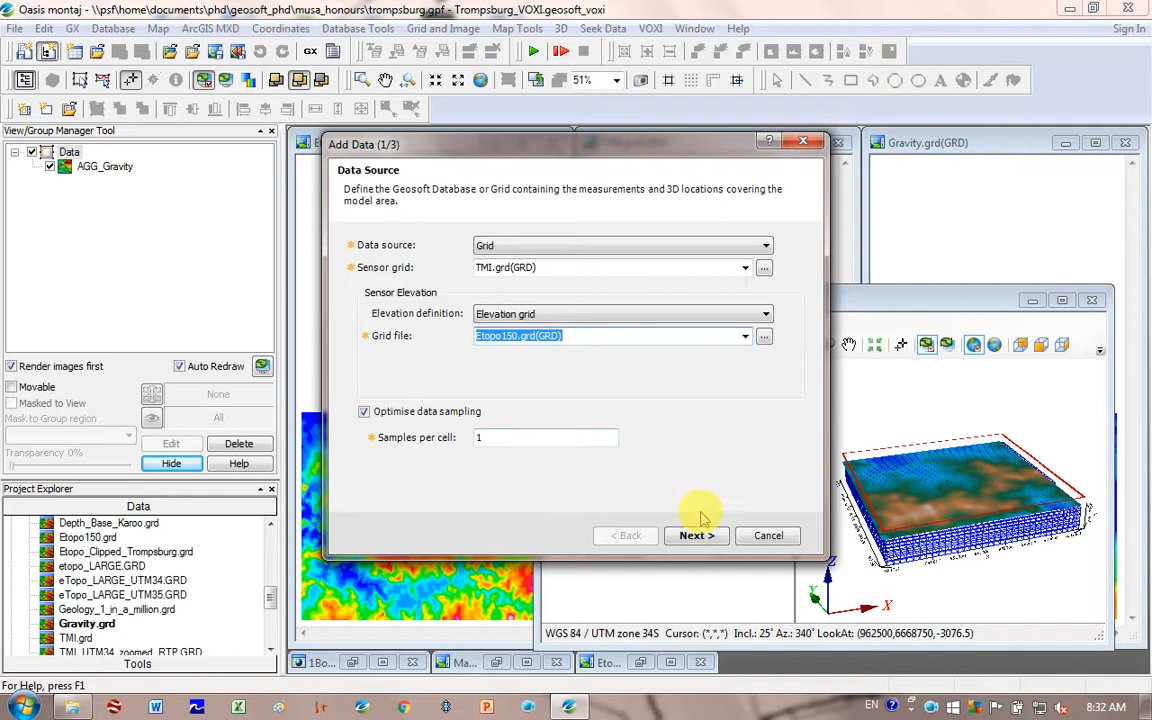 Oasis montaj - \\psf\home\documents\phd\geosoft_phd\musa_honours\trompsburg.gpf - Trompsburg_VOXI.geosoft_voxi
File Edit GX Database Map ArcGIS MXD Coordinates Database Tools Grid and Image Map Tools 3D Seek Data VOXI Window Help Sign In
GX
51%
View/Group Manager Tool
Data
AGG_Gravity
Render images first Auto Redraw
Movable None
Masked to View
Mask to Group region... All
Edit Delete
Transparency 0%
Hide Help
Project Explorer
Data
Depth_Base_Karoo.grd
Etopo150.grd
Etopo_Clipped_Trompsburg.grd
etopo_LARGE.GRD
eTopo_LARGE_UTM34.GRD
eTopo_LARGE_UTM35.GRD
Geology_1_in_a_million.grd
Gravity.grd
TMI.grd
TMI_UTM34_zoomed_RTP.GRD
Tools
Gravity.grd(GRD)
Add Data (1/3)
Data Source
Define the Geosoft Database or Grid containing the measurements and 3D locations covering the
model area.
Data source: Grid
Sensor grid: TMI.grd(GRD)
Sensor Elevation
Elevation definition: Elevation grid
Grid file: Etopo150.grd(GRD)
Optimise data sampling
Samples per cell: 1
< Back Next > Cancel
Z
Y
X
WGS 84 / UTM zone 34S Cursor: (*,*,*) Incl.: 25° Az.: 340° LookAt: (962500,6668750,-3076.5)
1Bo... Ma... Eto...
For Help, press F1
EN 8:32 AM